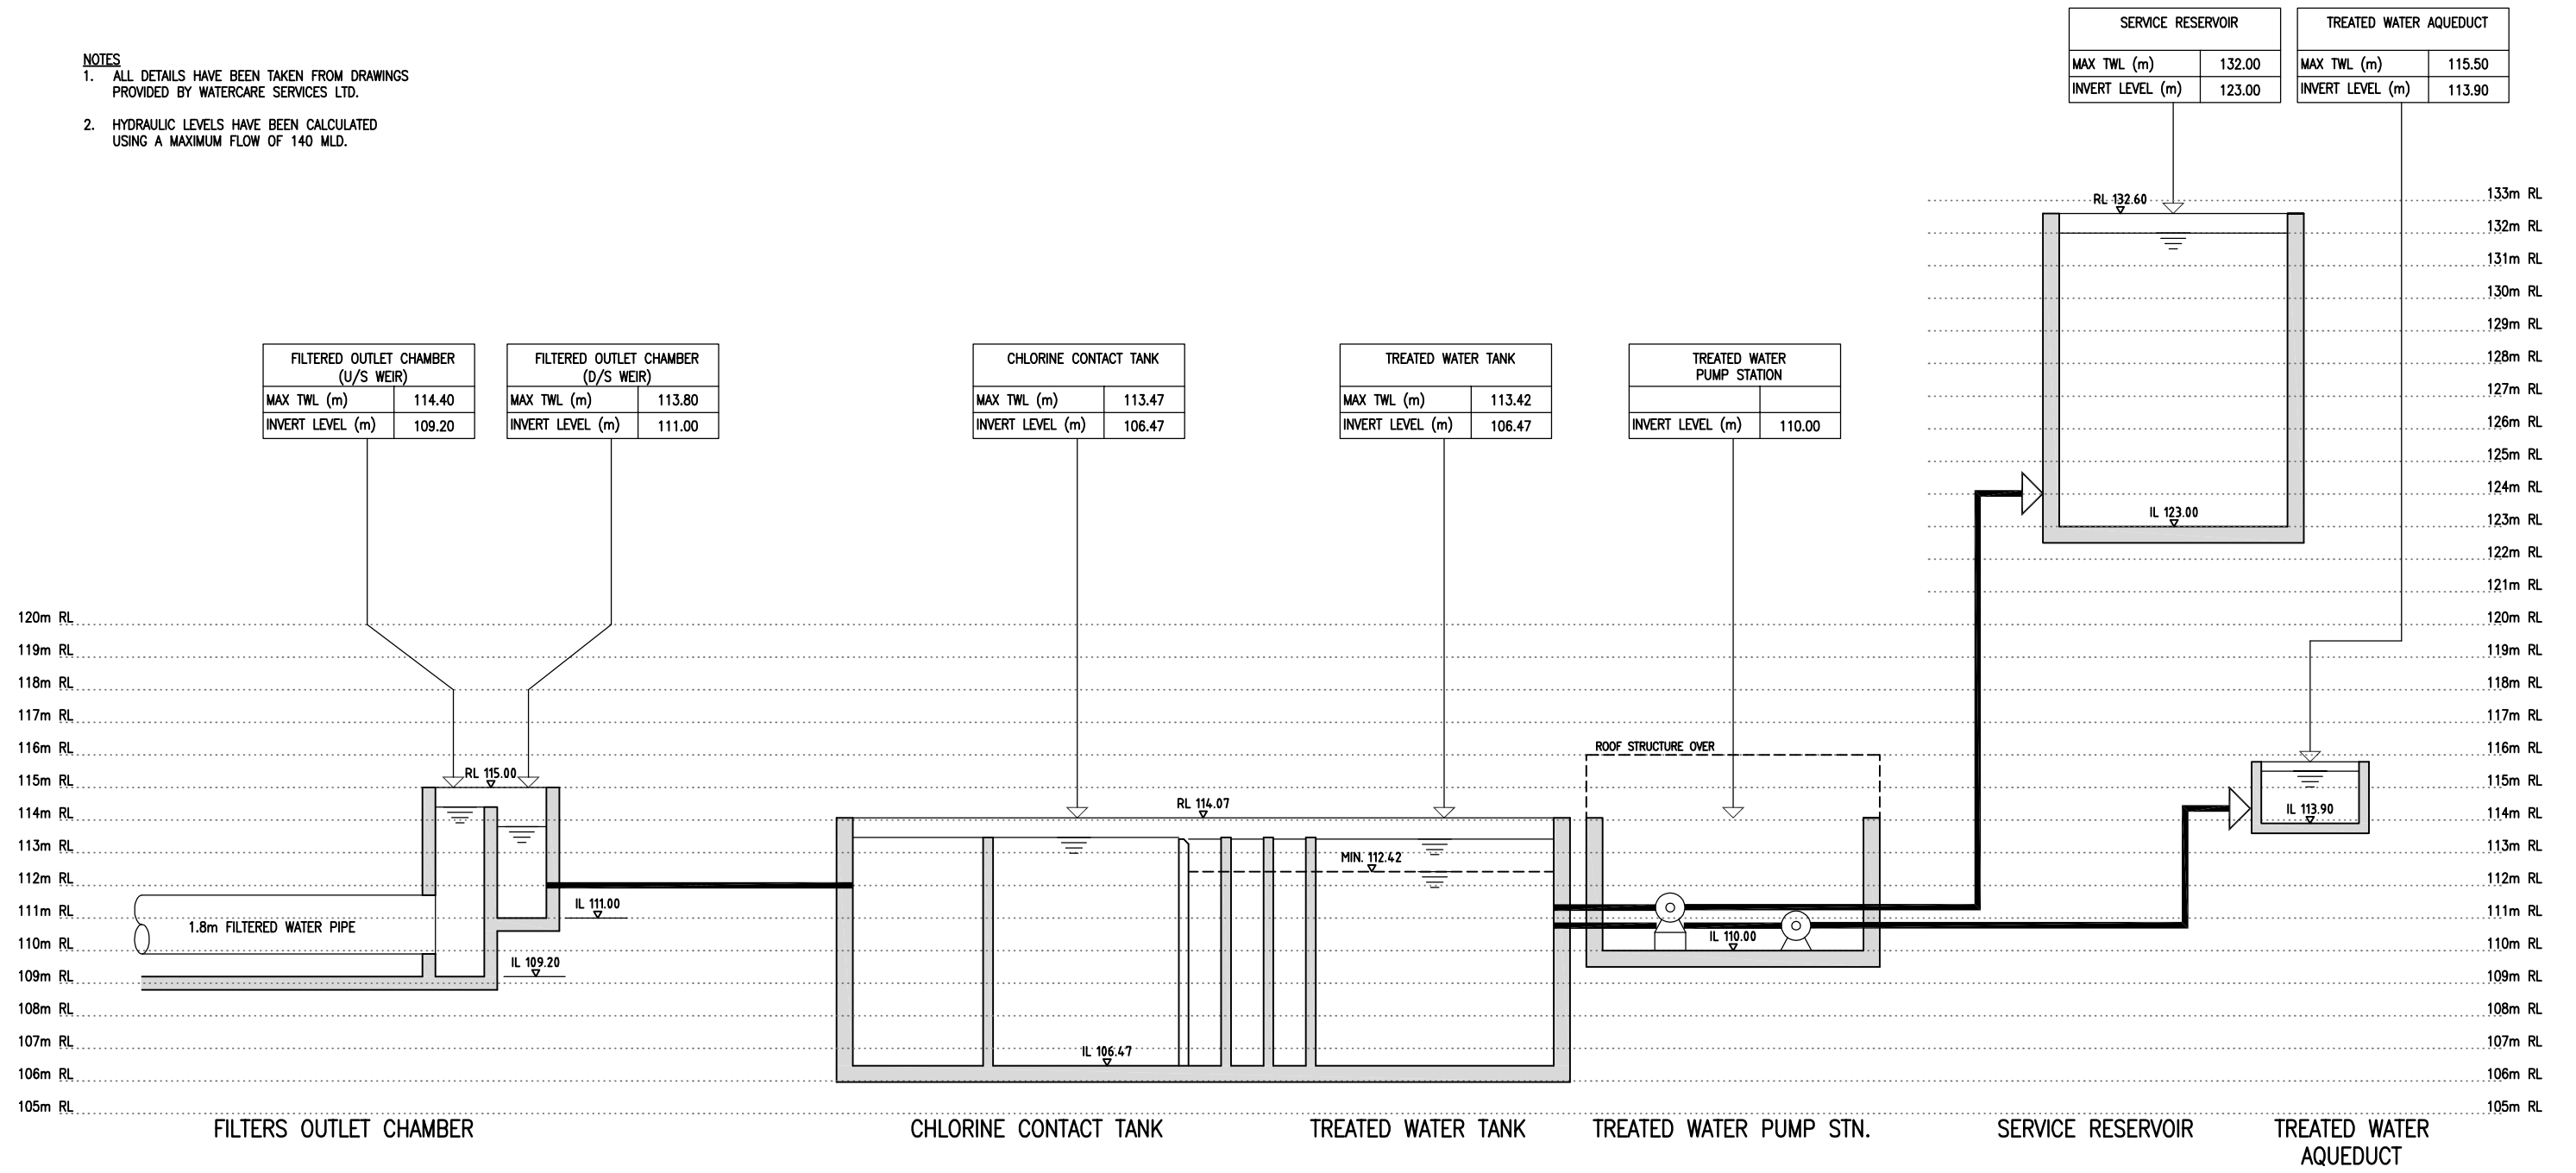 NOTES
1. ALL DETAILS HAVE BEEN TAKEN FROM DRAWINGS
PROVIDED BY WATERCARE SERVICES LTD.
2. HYDRAULIC LEVELS HAVE BEEN CALCULATED
USING A MAXIMUM FLOW OF 140 MLD.
SERVICE RESERVOIR
MAX TWL (m) 132.00
INVERT LEVEL (m) 123.00
TREATED WATER AQUEDUCT
MAX TWL (m) 115.50
INVERT LEVEL (m) 113.90
FILTERED OUTLET CHAMBER
(U/S WEIR)
MAX TWL (m) 114.40
INVERT LEVEL (m) 109.20
FILTERED OUTLET CHAMBER
(D/S WEIR)
MAX TWL (m) 113.80
INVERT LEVEL (m) 111.00
CHLORINE CONTACT TANK
MAX TWL (m) 113.47
INVERT LEVEL (m) 106.47
TREATED WATER TANK
MAX TWL (m) 113.42
INVERT LEVEL (m) 106.47
TREATED WATER
PUMP STATION
INVERT LEVEL (m) 110.00
120m RL
119m RL
118m RL
117m RL
116m RL
115m RL
114m RL
113m RL
112m RL
111m RL
110m RL
109m RL
108m RL
107m RL
106m RL
105m RL
RL 115.00
1.8m FILTERED WATER PIPE
IL 111.00
IL 109.20
RL 114.07
MIN. 112.42
IL 106.47
ROOF STRUCTURE OVER
IL 110.00
RL 132.60
IL 123.00
IL 113.90
133m RL
132m RL
131m RL
130m RL
129m RL
128m RL
127m RL
126m RL
125m RL
124m RL
123m RL
122m RL
121m RL
120m RL
119m RL
118m RL
117m RL
116m RL
115m RL
114m RL
113m RL
112m RL
111m RL
110m RL
109m RL
108m RL
107m RL
106m RL
105m RL
FILTERS OUTLET CHAMBER
CHLORINE CONTACT TANK
TREATED WATER TANK
TREATED WATER PUMP STN.
SERVICE RESERVOIR
TREATED WATER
AQUEDUCT